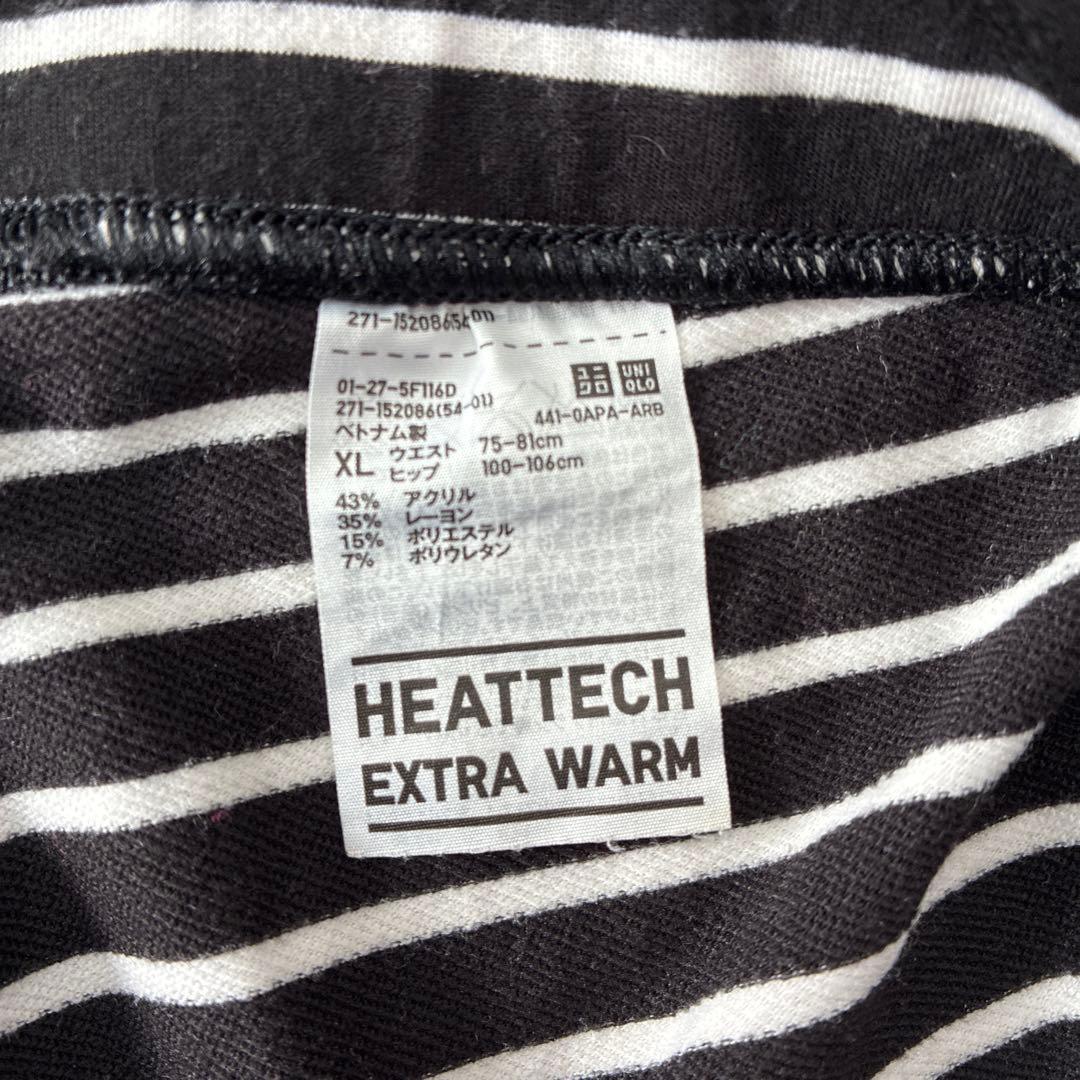 271-152086(54-01)
ユニクロ UNIQLO
01-27-5F116D
271-152086(54-01)
441-0APA-ARB
ベトナム製
XL ウエスト 75-81cm
ヒップ 100-106cm
43% アクリル
35% レーヨン
15% ポリエステル
7% ポリウレタン
HEATTECH
EXTRA WARM